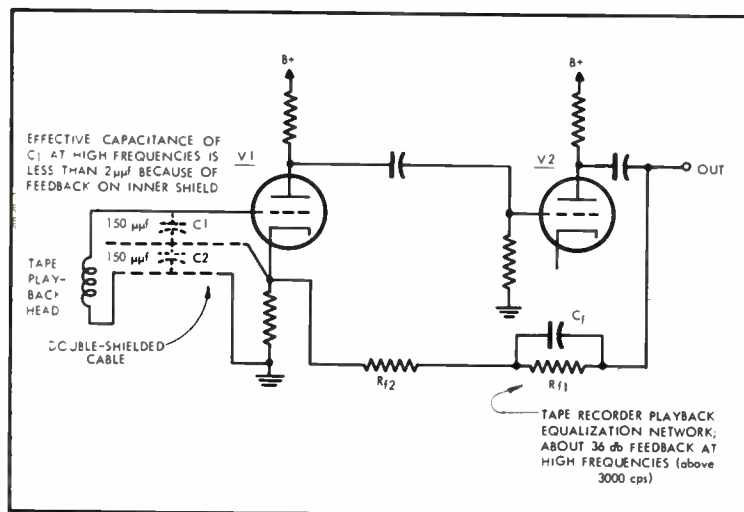 B+
B+
EFFECTIVE CAPACITANCE OF
C1 AT HIGH FREQUENCIES IS
LESS THAN 2μμf BECAUSE OF
FEEDBACK ON INNER SHIELD
V1
V2
OUT
150 μμf
C1
150 μμf
C2
TAPE
PLAY-
BACK
HEAD
DOUBLE-SHIELDED
CABLE
Cf
Rf2
Rf1
TAPE RECORDER PLAYBACK
EQUALIZATION NETWORK;
ABOUT 36 db FEEDBACK AT
HIGH FREQUENCIES (above
3000 cps)